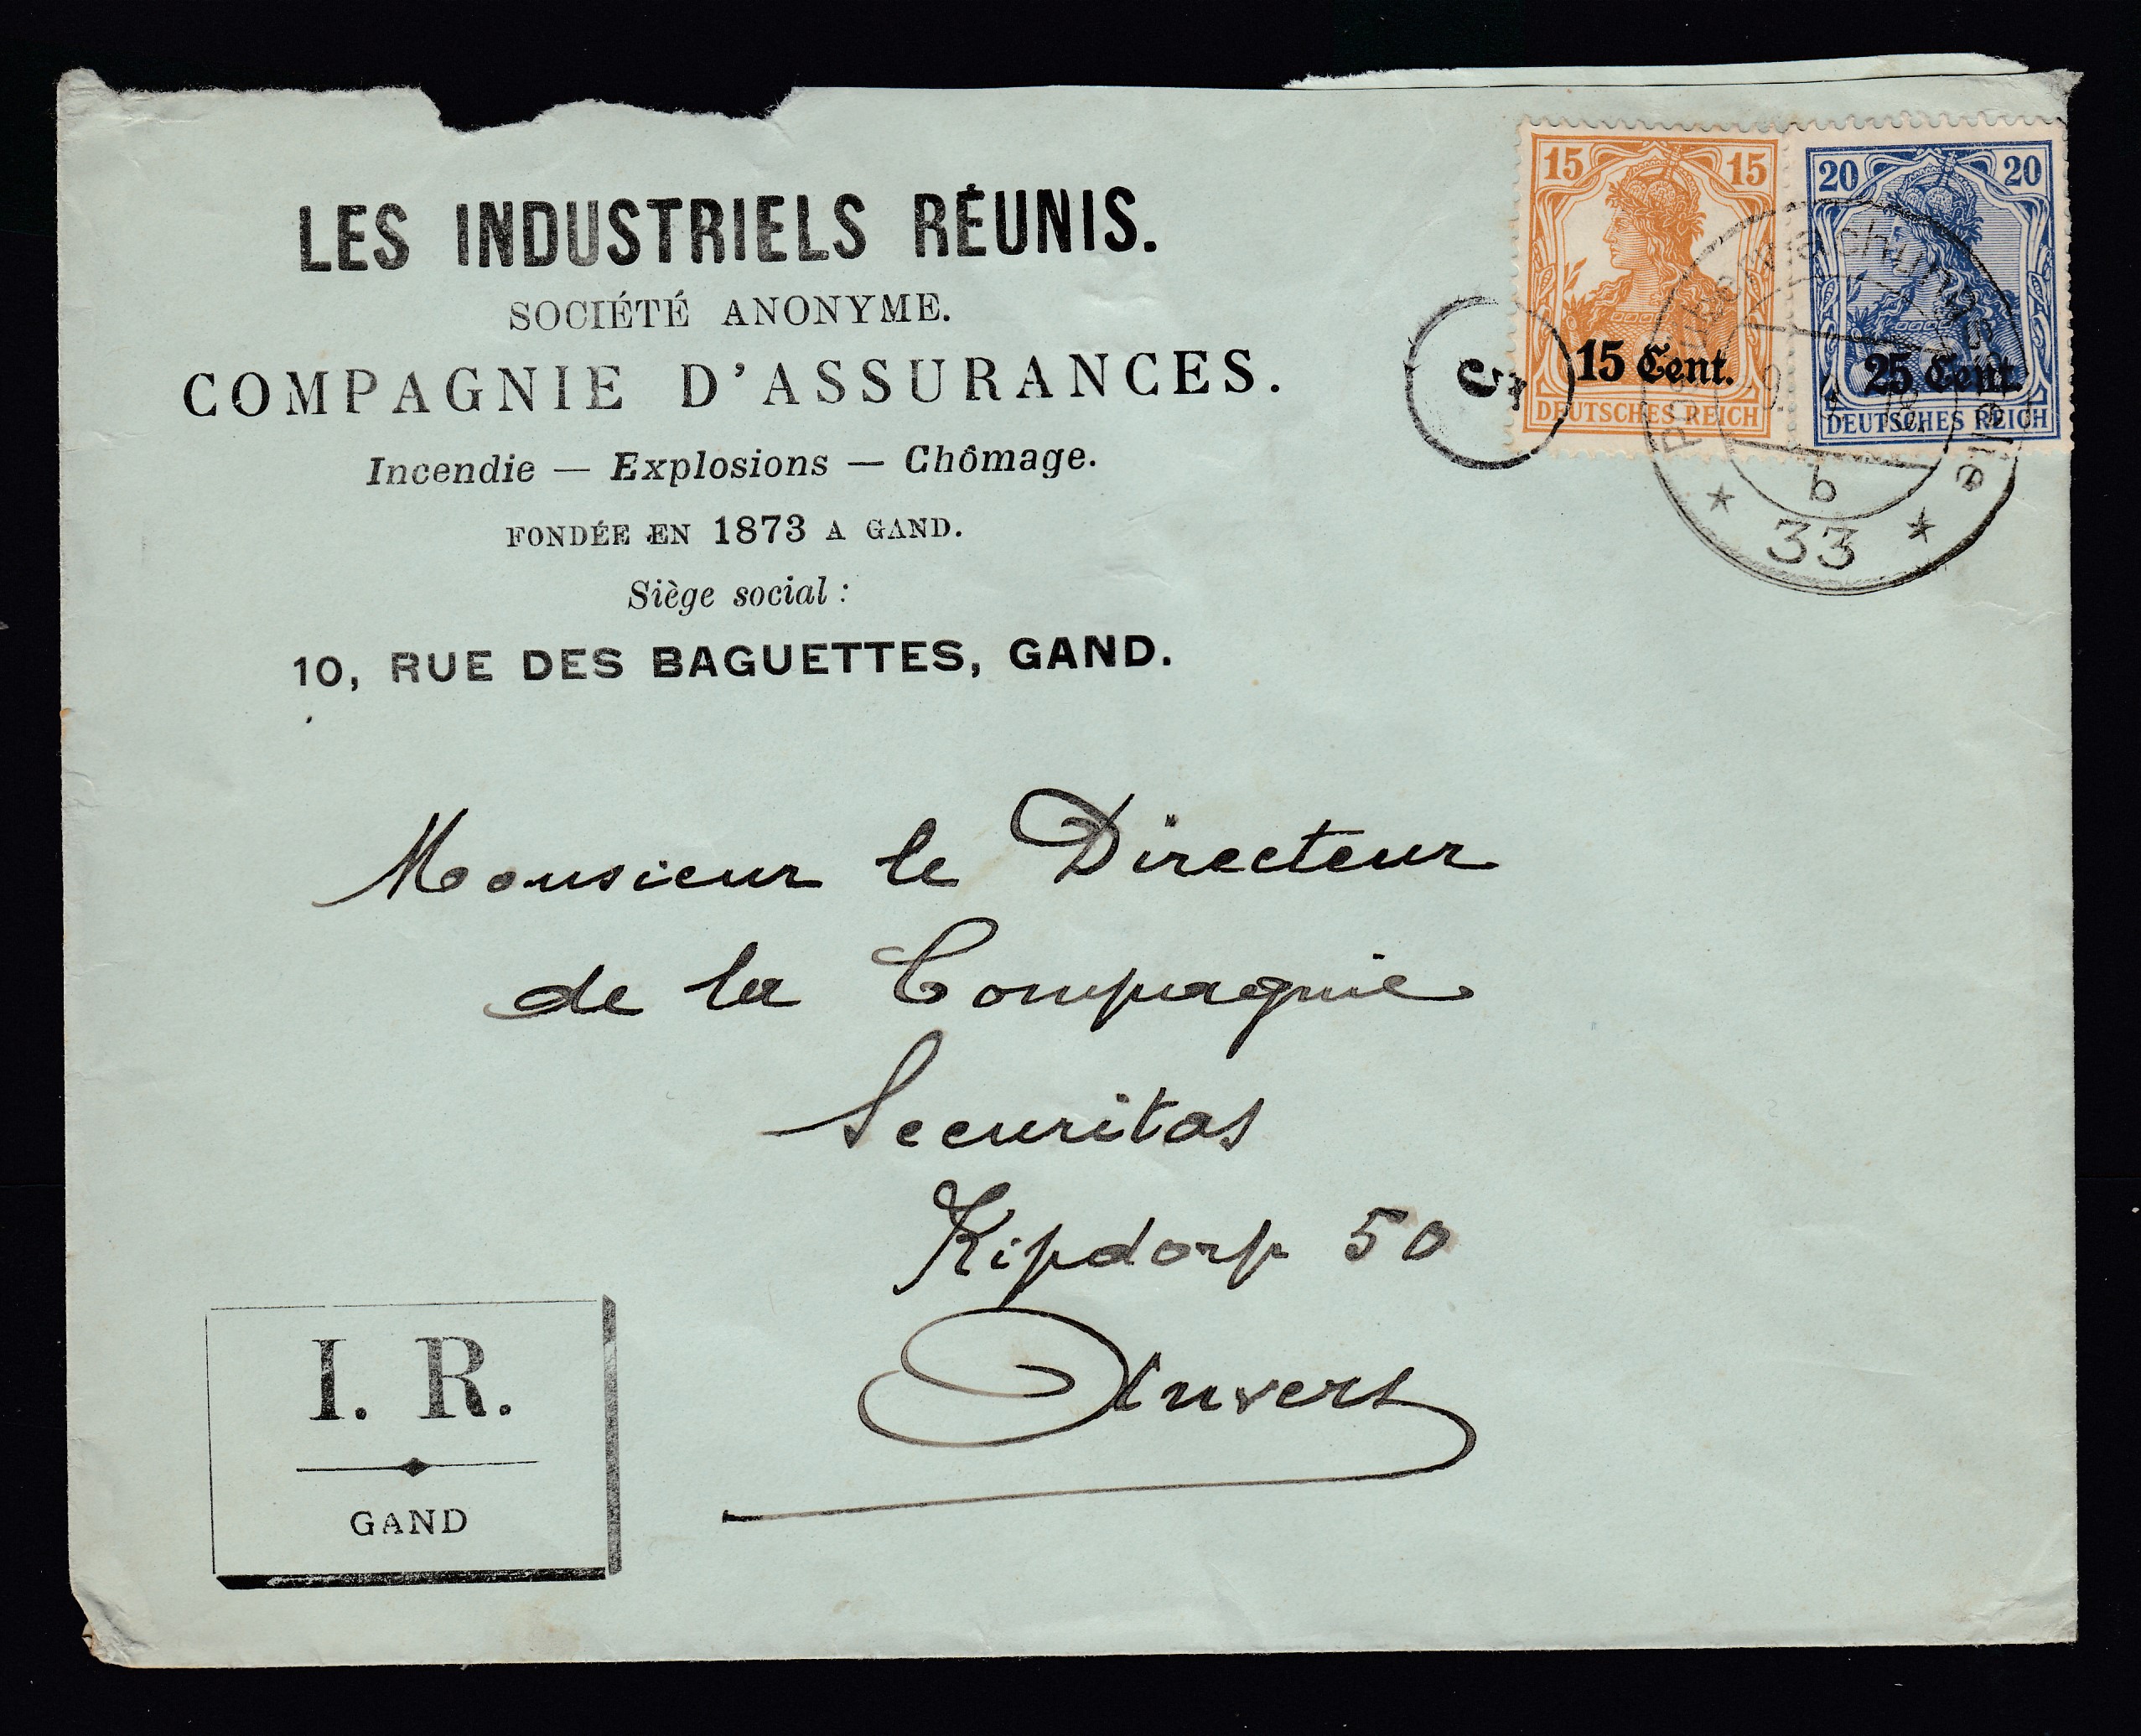 LES INDUSTRIELS RÉUNIS.
SOCIÉTÉ ANONYME.
COMPAGNIE D'ASSURANCES.
Incendie — Explosions — Chômage.
FONDÉE EN 1873 A GAND.
Siège social :
10, RUE DES BAGUETTES, GAND.
15 15
15 Cent.
DEUTSCHES REICH
20 20
25 Cent.
DEUTSCHES REICH
Postüberwachungsstelle
b
* 33 *
Monsieur le Directeur
de la Compagnie
Securitas
Kipdorp 50
Anvers
I. R.
GAND